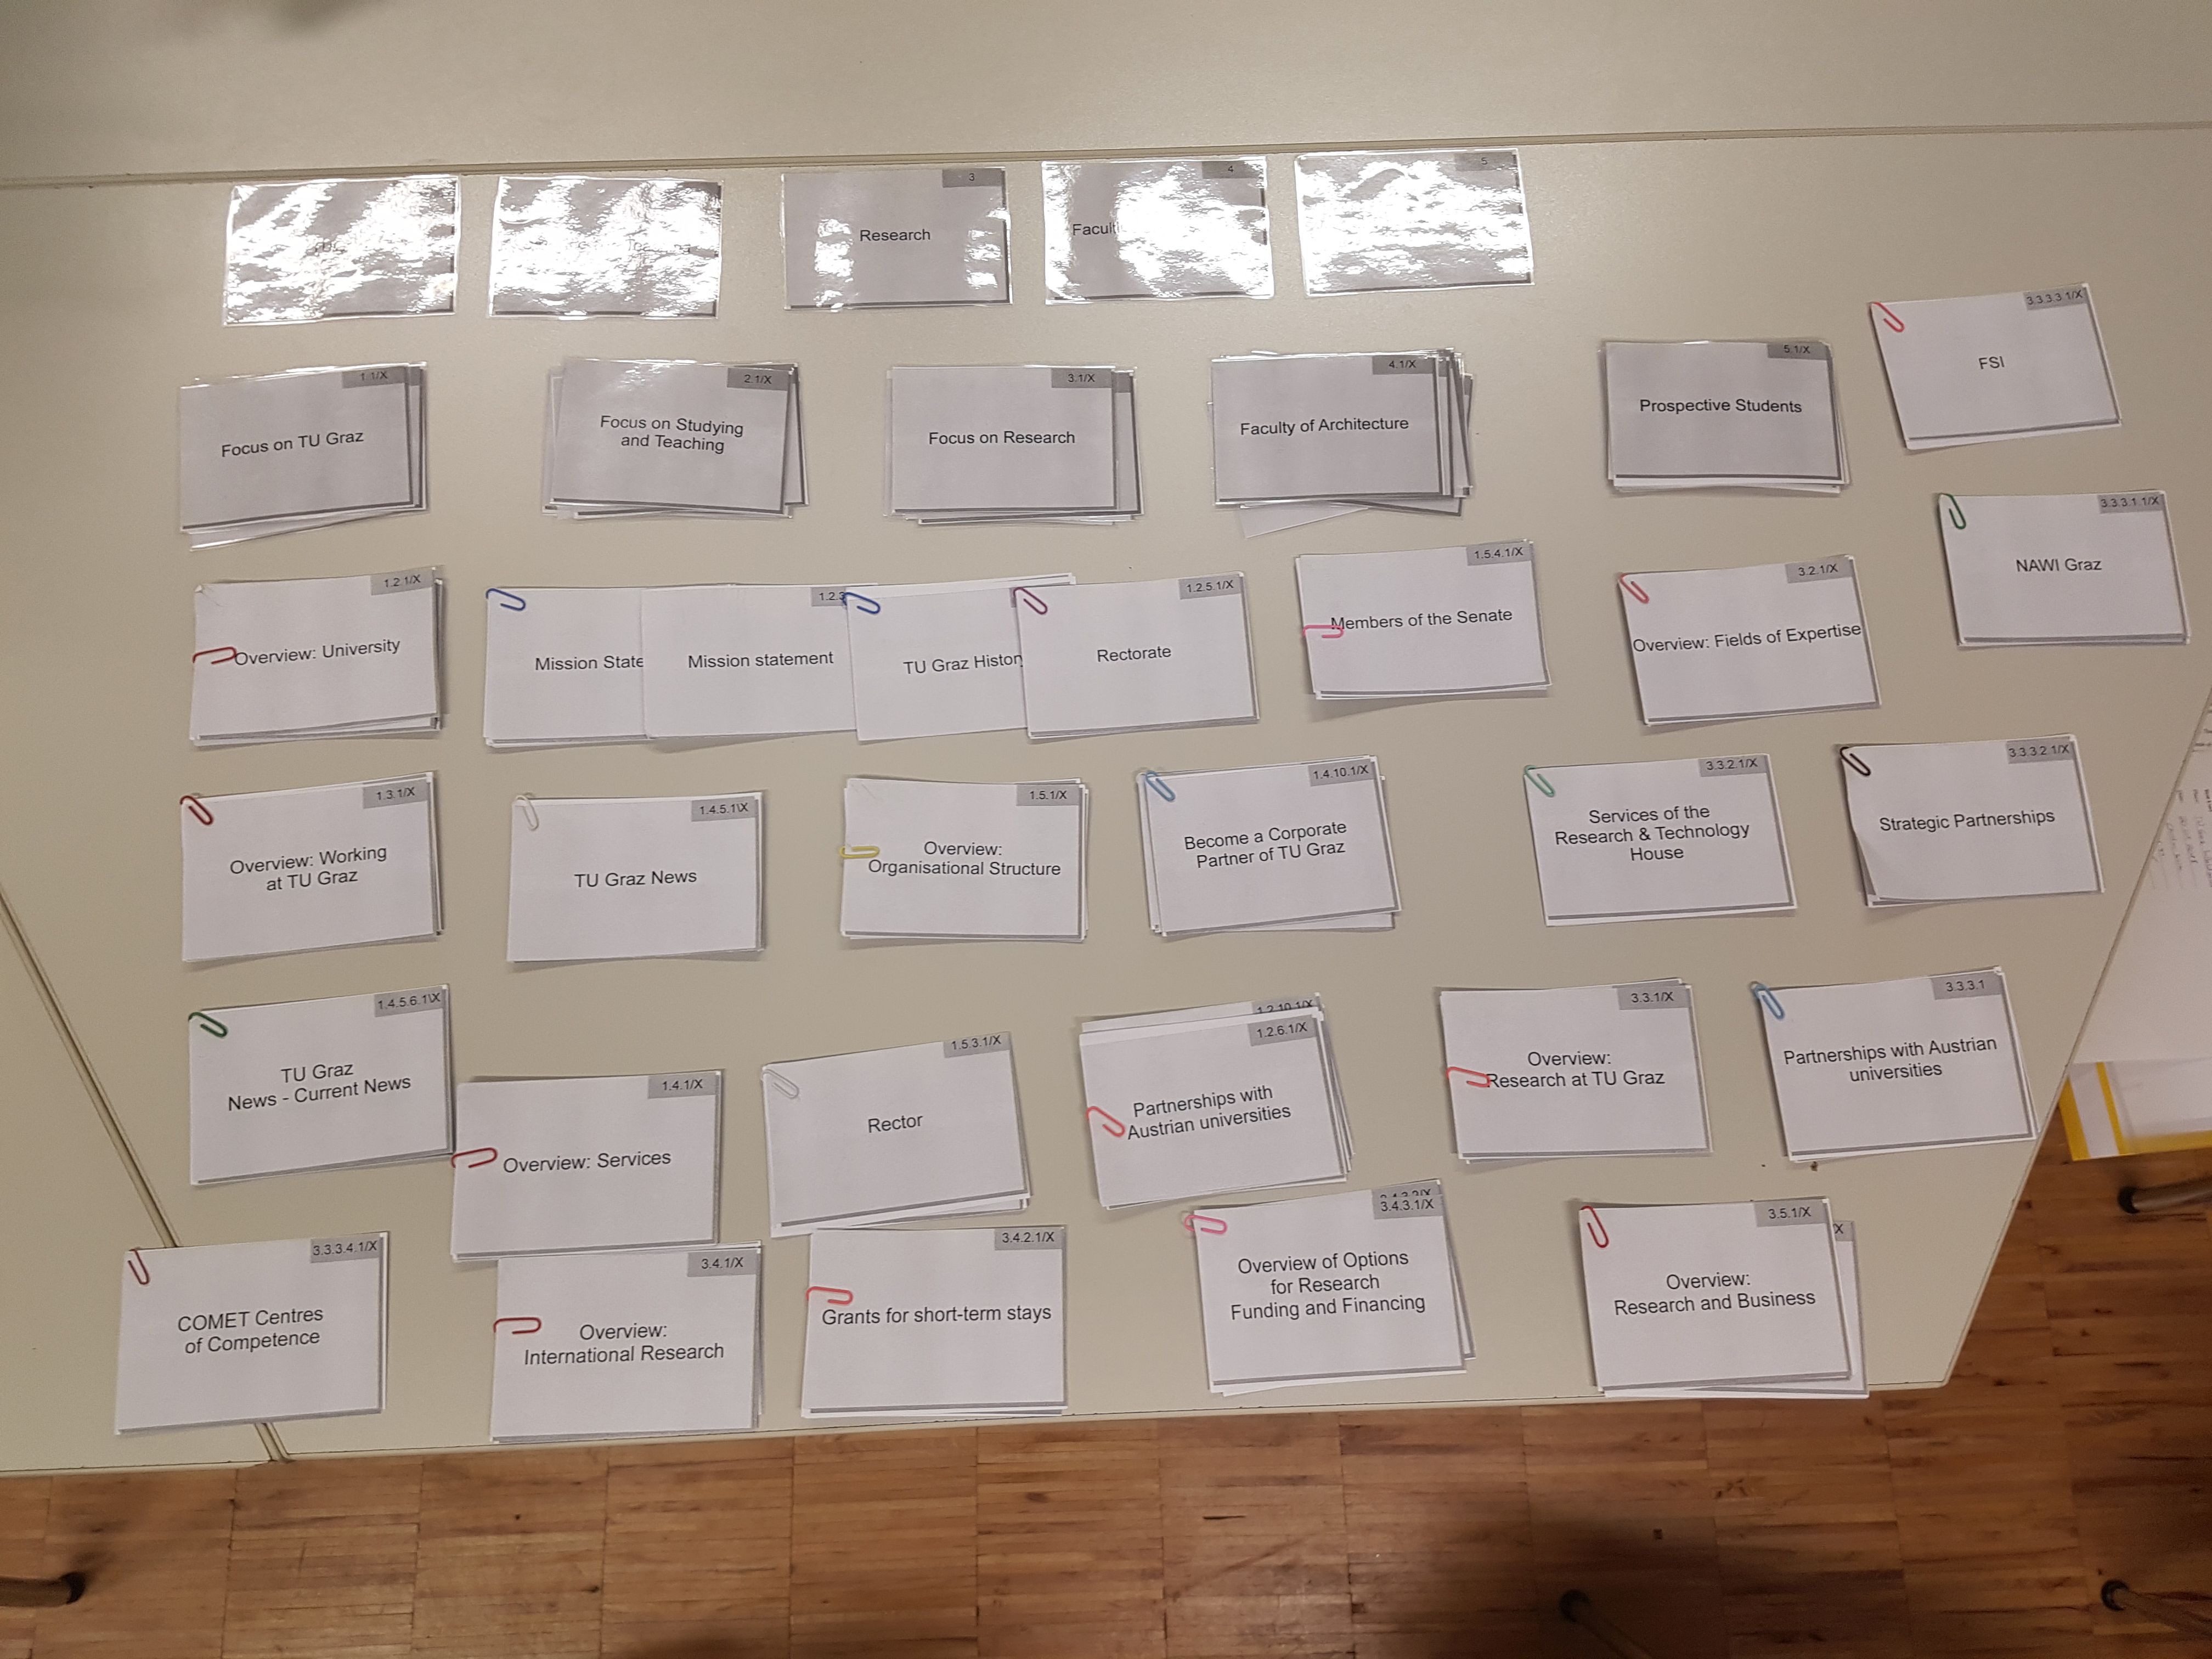 3
Research
4
5
1.1/X
Focus on TU Graz
2.1/X
Focus on Studying
and Teaching
3.1/X
Focus on Research
4.1/X
Faculty of Architecture
5.1/X
Prospective Students
3.3.3.3.1/X
FSI
1.2.1/X
Overview: University
Mission State
1.2.3
Mission statement
TU Graz Histor
1.2.5.1/X
Rectorate
1.5.4.1/X
Members of the Senate
3.2.1/X
Overview: Fields of Expertise
3.3.3.1.1/X
NAWI Graz
1.3.1/X
Overview: Working
at TU Graz
1.4.5.1\X
TU Graz News
1.5.1/X
Overview:
Organisational Structure
1.4.10.1/X
Become a Corporate
Partner of TU Graz
3.3.2.1/X
Services of the
Research & Technology
House
3.3.3.2.1/X
Strategic Partnerships
1.4.5.6.1\X
TU Graz
News - Current News
1.4.1/X
Overview: Services
1.5.3.1/X
Rector
1.2.10.1/X
1.2.6.1/X
Partnerships with
Austrian universities
3.3.1/X
Overview:
Research at TU Graz
3.3.3.1
Partnerships with Austrian
universities
3.3.3.4.1/X
COMET Centres
of Competence
3.4.1/X
Overview:
International Research
3.4.2.1/X
Grants for short-term stays
3.4.3.1/X
Overview of Options
for Research
Funding and Financing
3.5.1/X
Overview:
Research and Business
X